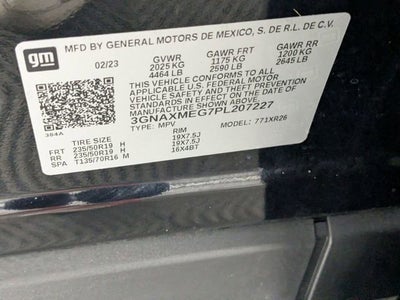 gm
MFD BY GENERAL MOTORS DE MEXICO, S. DE R.L. DE C.V.
02/23 GVWR GAWR FRT GAWR RR
2025 KG 1175 KG 1200 KG
4464 LB 2590 LB 2645 LB
THIS VEHICLE CONFORMS TO ALL
APPLICABLE U.S. FEDERAL MOTOR
VEHICLE SAFETY AND THEFT PREVENTION
STANDARDS IN EFFECT ON THE DATE OF
MANUFACTURE SHOWN ABOVE.
3GNAXMEG7PL207227
TYPE: MPV MODEL: 771XR26
TIRE SIZE RIM
FRT 235/50R19 H 19X7.5J
RR 235/50R19 H 19X7.5J
SPA T135/70R16 M 16X4BT